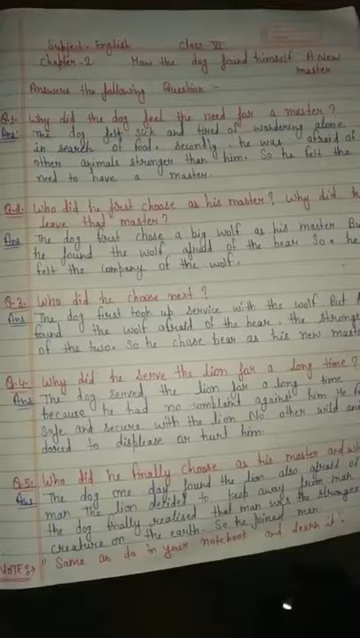 Subject:- English Class-VI
Chapter-2 How the dog found himself A New
master
Answers the following Question :-
Q.1. Why did the dog feel the need for a master?
Ans The dog felt sick and tired of wandering alone
in search of food. Secondly, he was afraid of
other animals stronger than him. So he felt the
need to have a master.
Q.2. Who did he first choose as his master? Why did h
leave that master?
Ans The dog first chose a big wolf as his master Bu
he found the wolf afraid of the bear So he
felt the company of the wolf.
Q.3. Who did he choose next?
Ans The dog first took up service with the wolf. But
found the wolf afraid of the bear, the stronger
of the two. So he chose bear as his new maste
Q.4. Why did he serve the lion for a long time?
Ans The dog served the lion for a long time
because he had no complaint against him. He fe
safe and secure with the lion No other wild an
dared to displease or hurt him.
Q.5. Who did he finally choose as his master and wh
Ans The dog one day found the lion also afraid of
man The lion decided to keep away from man
the dog finally realised that man was the stronges
creature on the earth. So he joined men
NOTE:> "Same as do in your notebook and learn it."